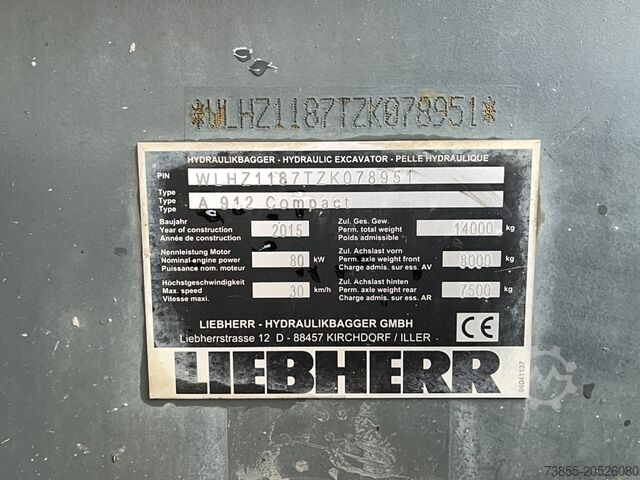 *WLHZ1187TZK078951*
HYDRAULIKBAGGER - HYDRAULIC EXCAVATOR - PELLE HYDRAULIQUE
PIN WLHZ1187TZK078951
Type
Type A 912 Compact
Type
Baujahr
Year of construction 2015
Année de construction
Zul. Ges. Gew.
Perm. total weight 14000 kg
Poids admissible
Nennleistung Motor
Nominal engine power 80 kW
Puissance nom. moteur
Zul. Achslast vorn
Perm. axle weight front 8000 kg
Charge admis. sur ess. AV
Höchstgeschwindigkeit
Max. speed 30 km/h
Vitesse maxi.
Zul. Achslast hinten
Perm. axle weight rear 7500 kg
Charge admis. sur ess. AR
LIEBHERR - HYDRAULIKBAGGER GMBH
Liebherrstrasse 12 D - 88457 KIRCHDORF / ILLER
CE
LIEBHERR
94041137
73855-20526080